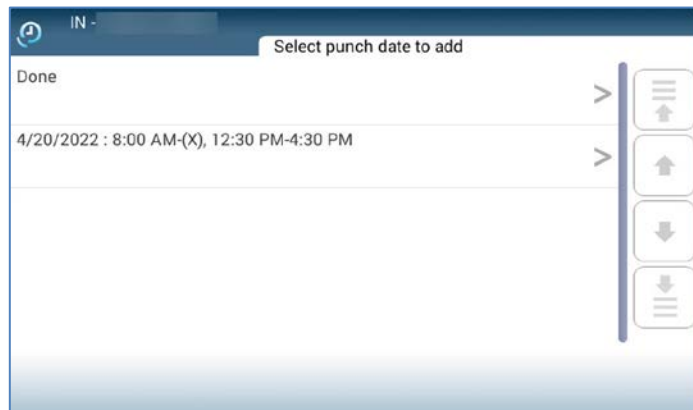 IN -
Select punch date to add
Done
>
4/20/2022 : 8:00 AM-(X), 12:30 PM-4:30 PM
>